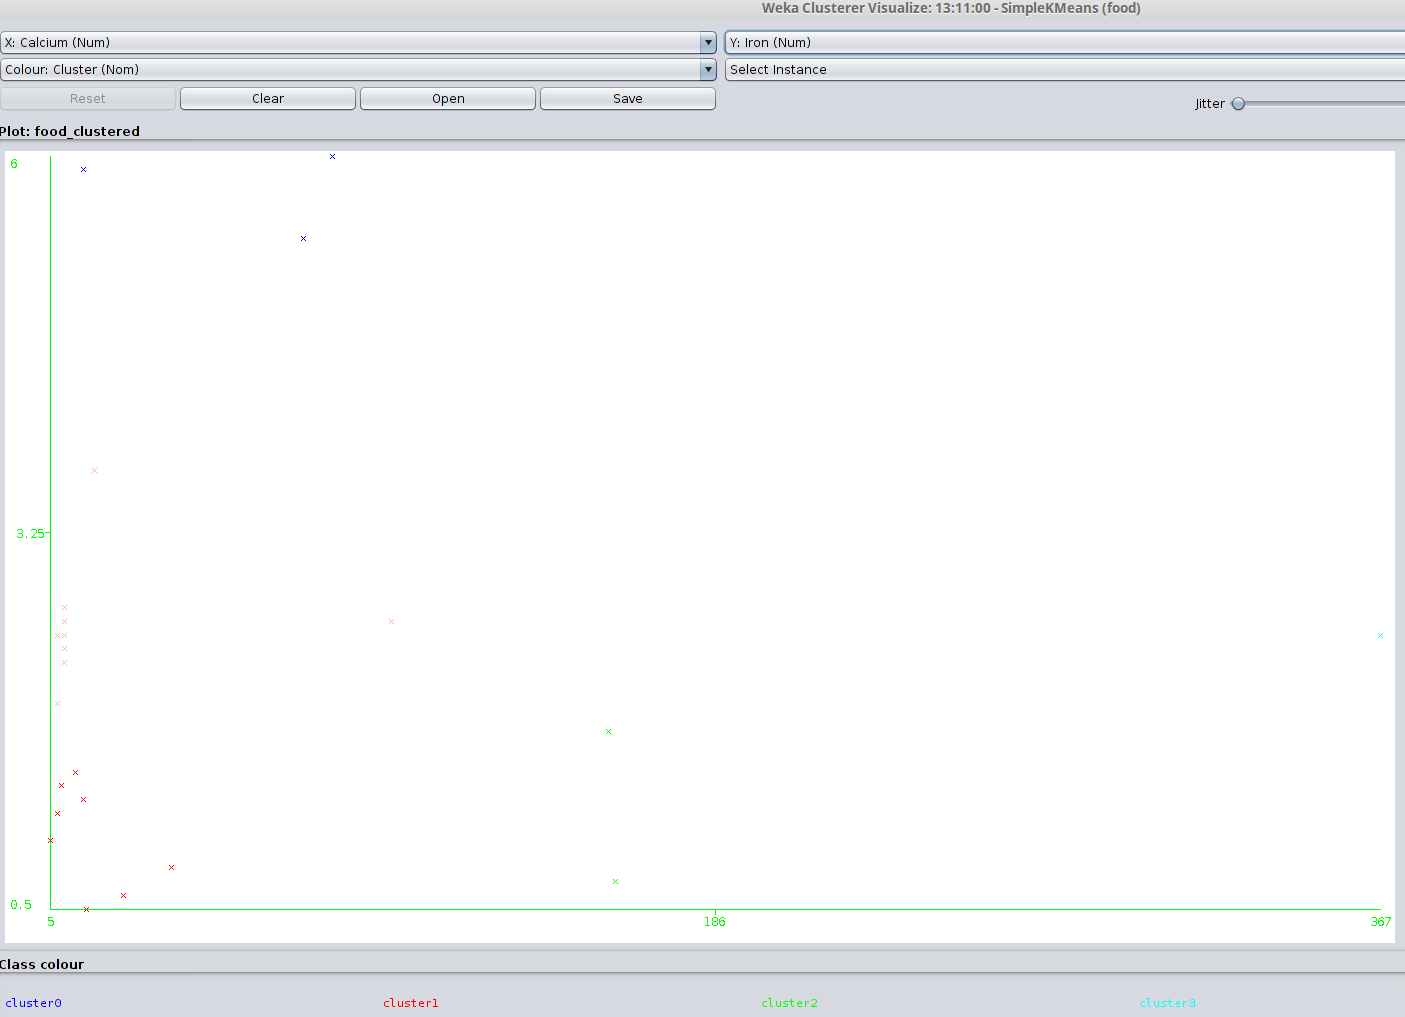 Weka Clusterer Visualize: 13:11:00 - SimpleKMeans (food)
X: Calcium (Num) Y: Iron (Num)
Colour: Cluster (Nom) Select Instance
Reset Clear Open Save Jitter
Plot: food_clustered
6
3.25
0.5
5 186 367
Class colour
cluster0 cluster1 cluster2 cluster3